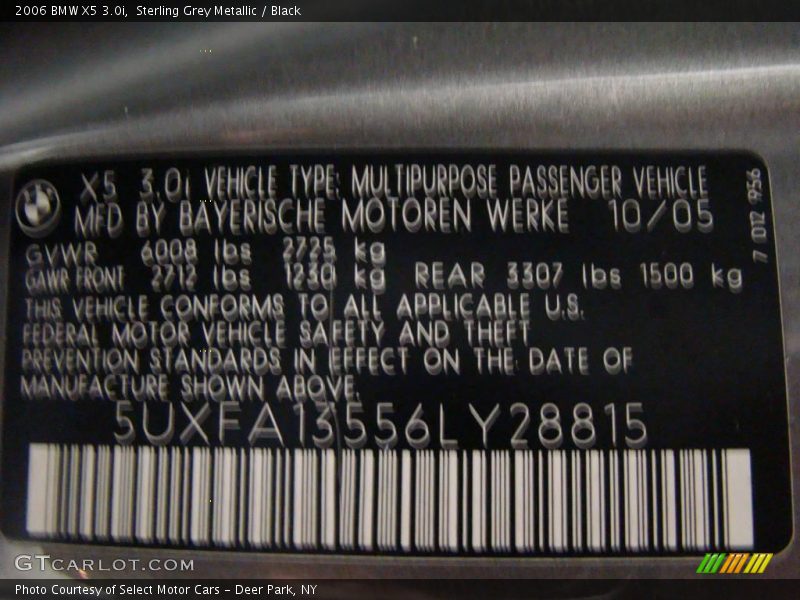 2006 BMW X5 3.0i, Sterling Grey Metallic / Black
BMW X5 3.0i VEHICLE TYPE: MULTIPURPOSE PASSENGER VEHICLE
MFD BY BAYERISCHE MOTOREN WERKE 10/05
7 012 956
GVWR 6008 lbs 2725 kg
GAWR FRONT 2712 lbs 1230 kg REAR 3307 lbs 1500 kg
THIS VEHICLE CONFORMS TO ALL APPLICABLE U.S.
FEDERAL MOTOR VEHICLE SAFETY AND THEFT
PREVENTION STANDARDS IN EFFECT ON THE DATE OF
MANUFACTURE SHOWN ABOVE.
5UXFA13556LY28815
GTCARLOT.COM
Photo Courtesy of Select Motor Cars - Deer Park, NY